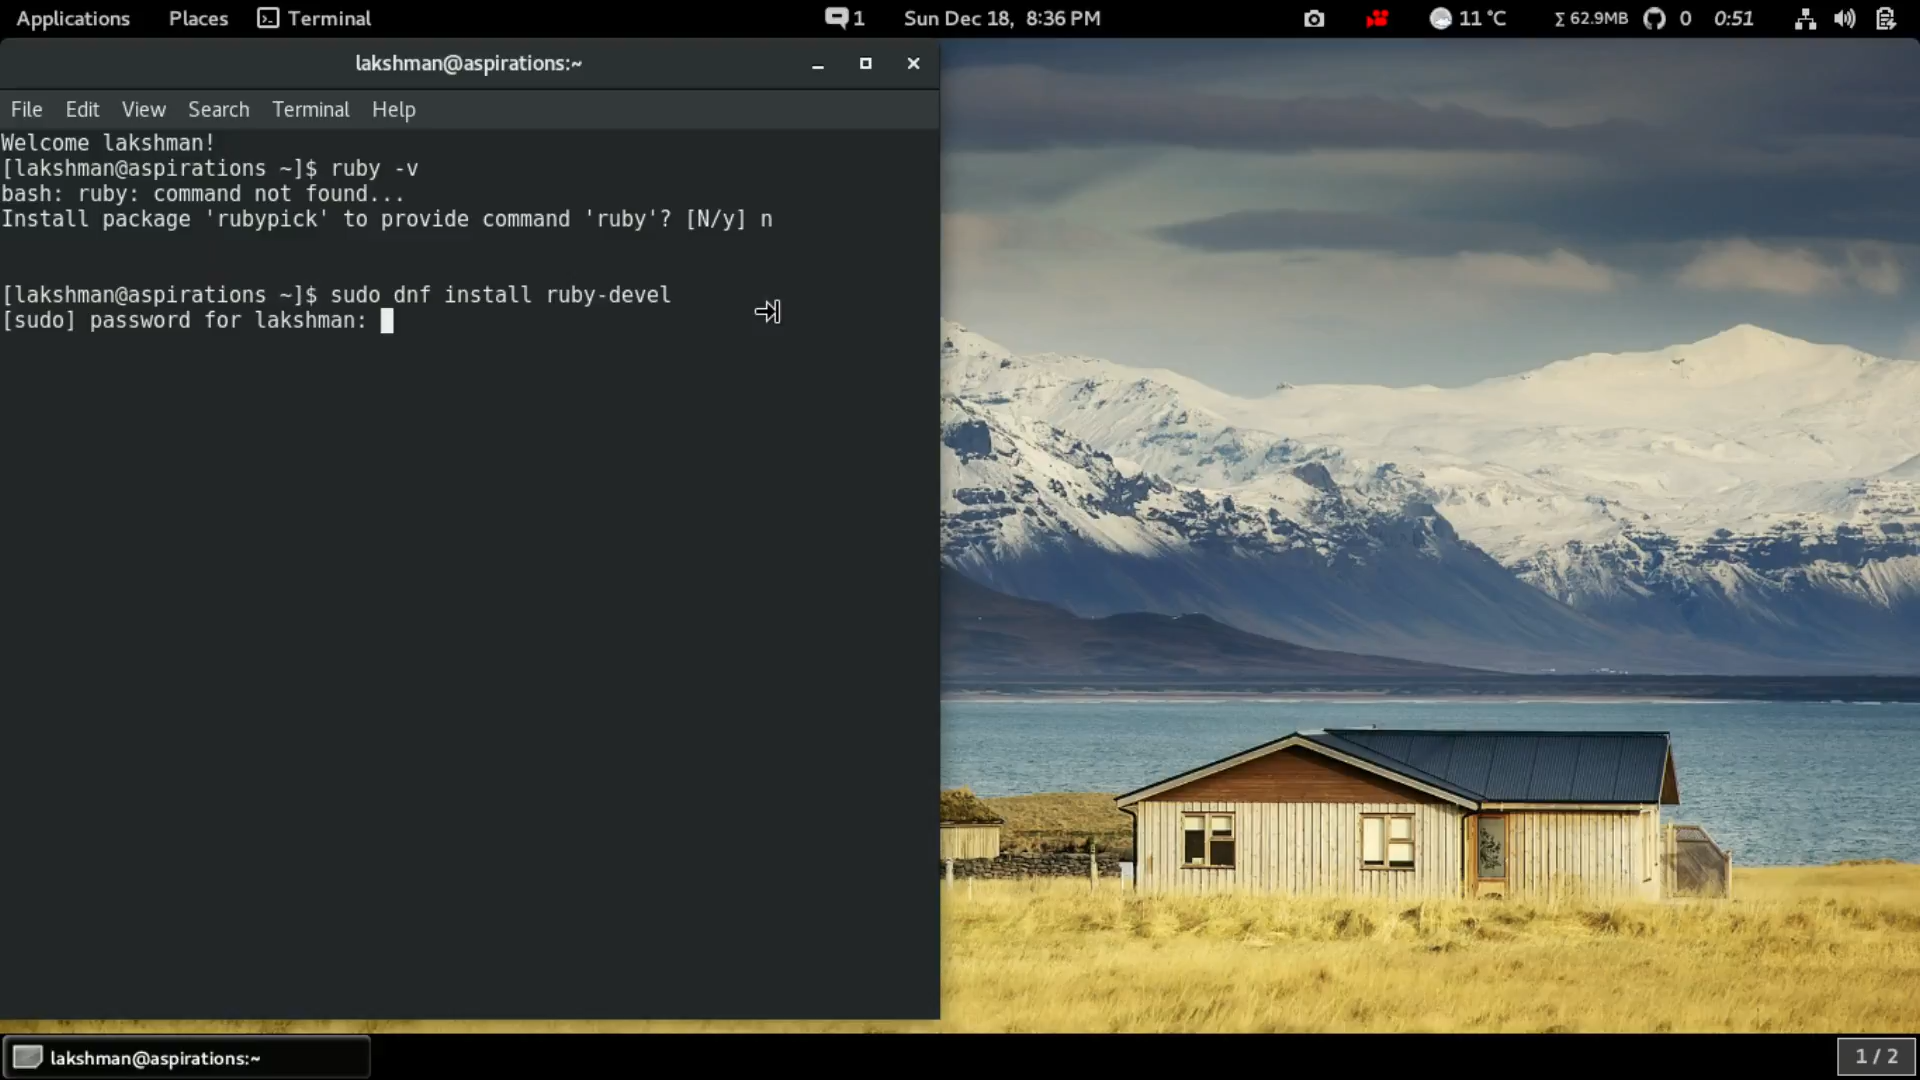 Applications Places Terminal 1 Sun Dec 18, 8:36 PM 11 °C Σ 62.9MB 0 0:51
lakshman@aspirations:~
File Edit View Search Terminal Help
Welcome lakshman!
[lakshman@aspirations ~]$ ruby -v
bash: ruby: command not found...
Install package 'rubypick' to provide command 'ruby'? [N/y] n
[lakshman@aspirations ~]$ sudo dnf install ruby-devel
[sudo] password for lakshman:
lakshman@aspirations:~
1 / 2